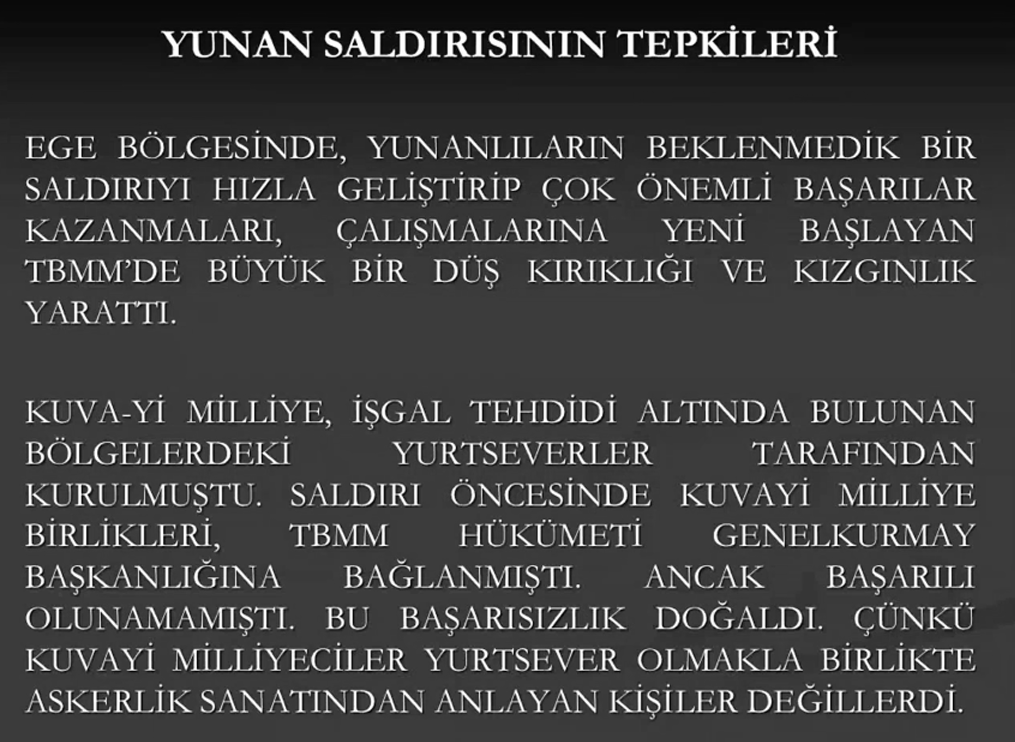 YUNAN SALDIRISININ TEPKİLERİ
EGE BÖLGESİNDE, YUNANLILARIN BEKLENMEDİK BİR
SALDIRIYI HIZLA GELİŞTİRİP ÇOK ÖNEMLİ BAŞARILAR
KAZANMALARI, ÇALIŞMALARINA YENİ BAŞLAYAN
TBMM'DE BÜYÜK BİR DÜŞ KIRIKLIĞI VE KIZGINLIK
YARATTI.
KUVA-Yİ MİLLİYE, İŞGAL TEHDİDİ ALTINDA BULUNAN
BÖLGELERDEKİ YURTSEVERLER TARAFINDAN
KURULMUŞTU. SALDIRI ÖNCESİNDE KUVAYİ MİLLİYE
BİRLİKLERİ, TBMM HÜKÜMETİ GENELKURMAY
BAŞKANLIĞINA BAĞLANMIŞTI. ANCAK BAŞARILI
OLUNAMAMIŞTI. BU BAŞARISIZLIK DOĞALDI. ÇÜNKÜ
KUVAYİ MİLLİYECİLER YURTSEVER OLMAKLA BİRLİKTE
ASKERLİK SANATINDAN ANLAYAN KİŞİLER DEĞİLLERDİ.